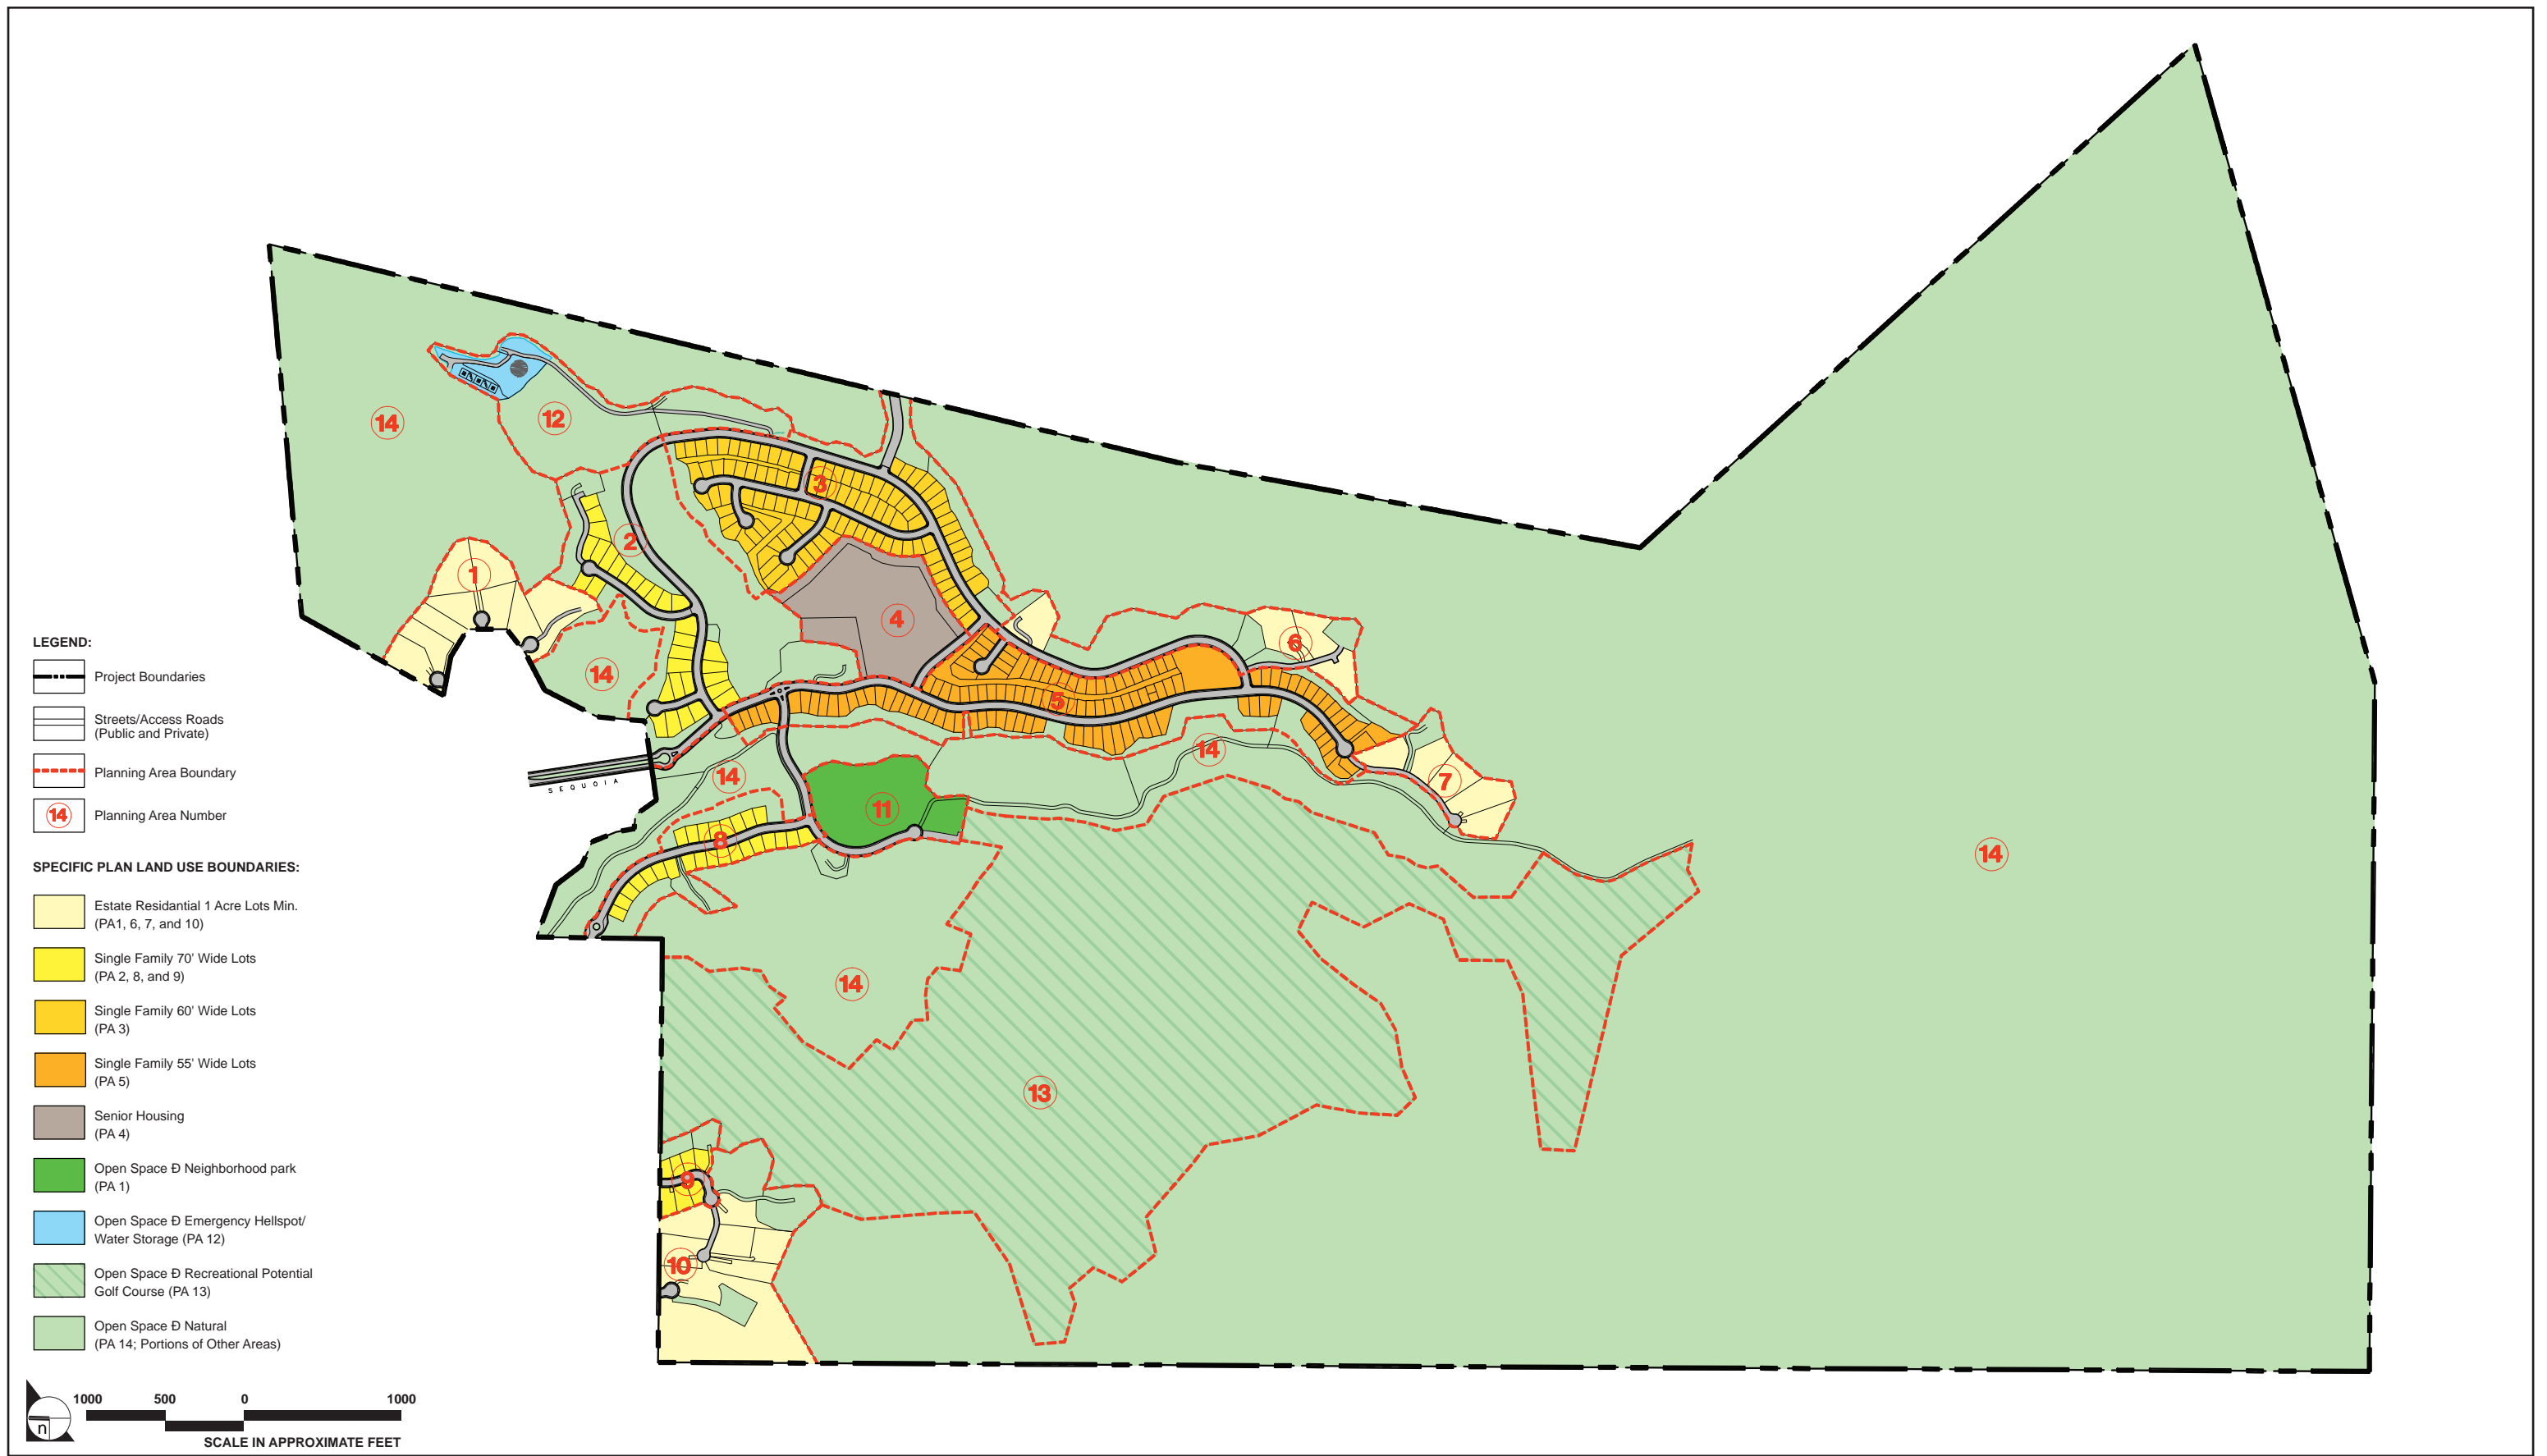 14
12
3
2
1
4
6
14
5
14
7
14
11
8
14
14
13
9
10
SEQUOIA
LEGEND:
Project Boundaries
Streets/Access Roads
(Public and Private)
Planning Area Boundary
14
Planning Area Number
SPECIFIC PLAN LAND USE BOUNDARIES:
Estate Residantial 1 Acre Lots Min.
(PA1, 6, 7, and 10)
Single Family 70' Wide Lots
(PA 2, 8, and 9)
Single Family 60' Wide Lots
(PA 3)
Single Family 55' Wide Lots
(PA 5)
Senior Housing
(PA 4)
Open Space Ð Neighborhood park
(PA 1)
Open Space Ð Emergency Hellspot/
Water Storage (PA 12)
Open Space Ð Recreational Potential
Golf Course (PA 13)
Open Space Ð Natural
(PA 14; Portions of Other Areas)
n
1000 500 0 1000
SCALE IN APPROXIMATE FEET